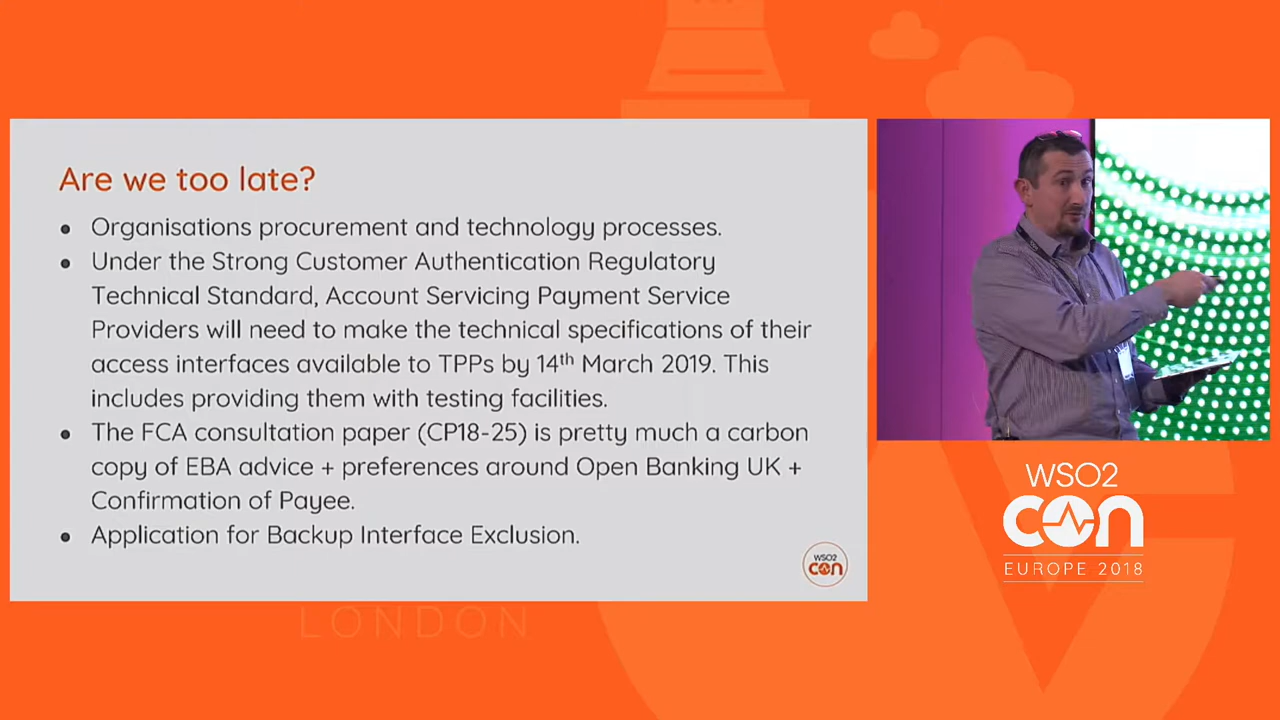 Are we too late?
• Organisations procurement and technology processes.
• Under the Strong Customer Authentication Regulatory
Technical Standard, Account Servicing Payment Service
Providers will need to make the technical specifications of their
access interfaces available to TPPs by 14th March 2019. This
includes providing them with testing facilities.
• The FCA consultation paper (CP18-25) is pretty much a carbon
copy of EBA advice + preferences around Open Banking UK +
Confirmation of Payee.
• Application for Backup Interface Exclusion.
WSO2
con
WSO2
con
EUROPE 2018
LONDON